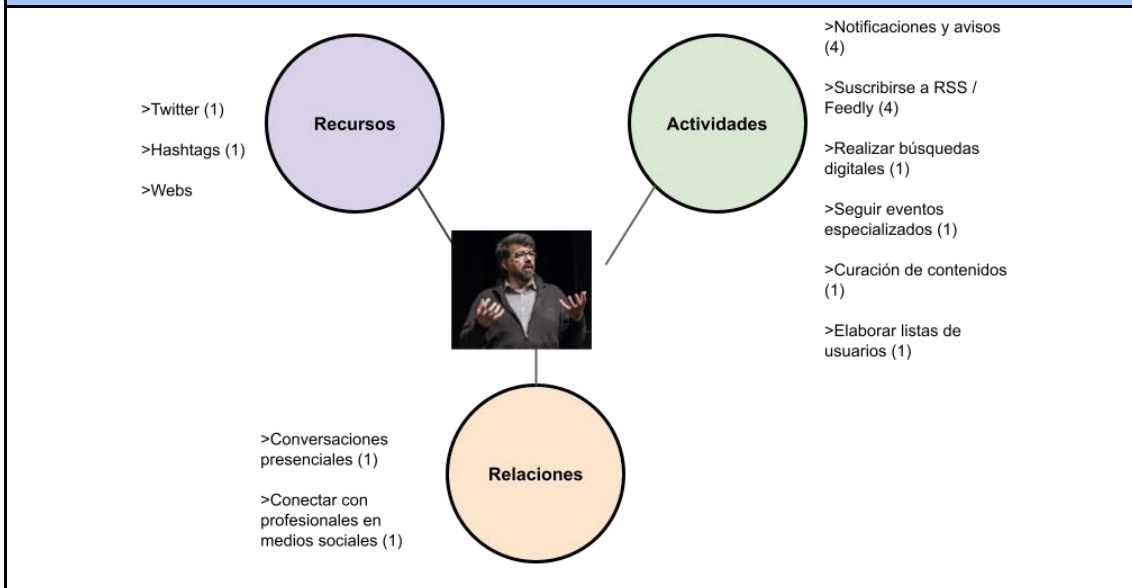 Recursos
>Twitter (1)
>Hashtags (1)
>Webs
Actividades
>Notificaciones y avisos
(4)
>Suscribirse a RSS /
Feedly (4)
>Realizar búsquedas
digitales (1)
>Seguir eventos
especializados (1)
>Curación de contenidos
(1)
>Elaborar listas de
usuarios (1)
Relaciones
>Conversaciones
presenciales (1)
>Conectar con
profesionales en
medios sociales (1)